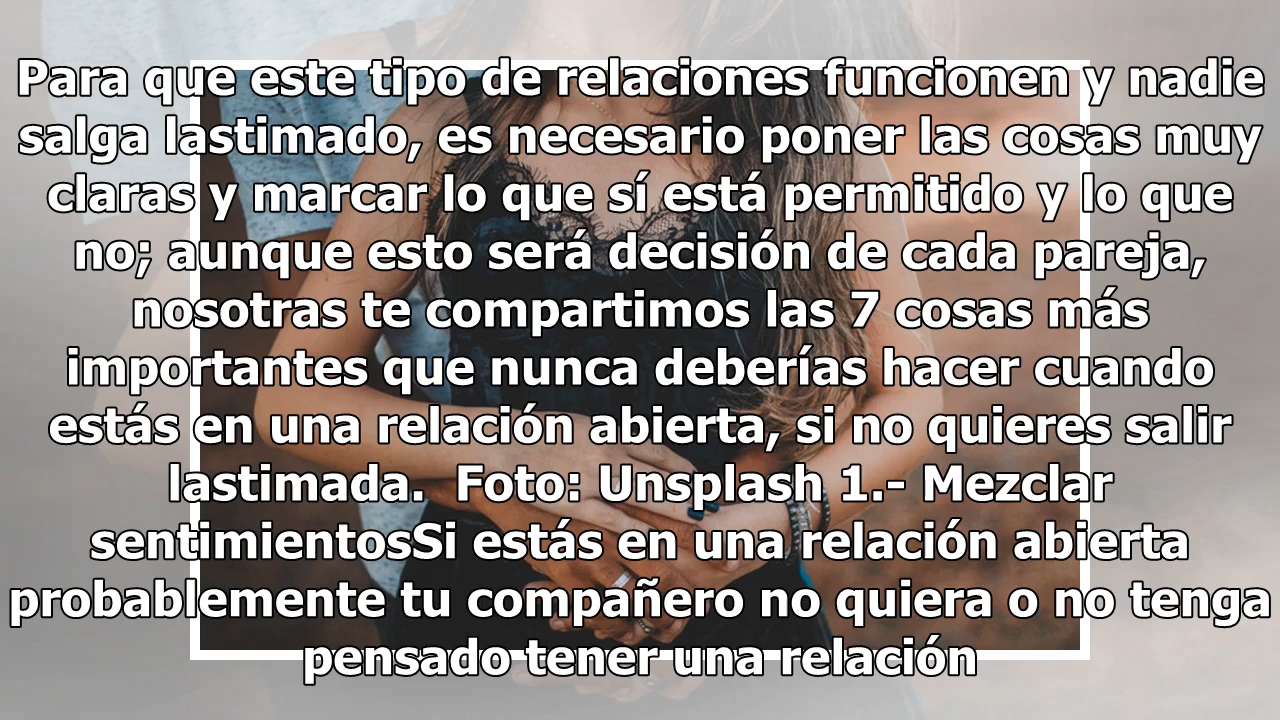 Para que este tipo de relaciones funcionen y nadie
salga lastimado, es necesario poner las cosas muy
claras y marcar lo que sí está permitido y lo que
no; aunque esto será decisión de cada pareja,
nosotras te compartimos las 7 cosas más
importantes que nunca deberías hacer cuando
estás en una relación abierta, si no quieres salir
lastimada.  Foto: Unsplash 1.- Mezclar
sentimientosSi estás en una relación abierta
probablemente tu compañero no quiera o no tenga
pensado tener una relación